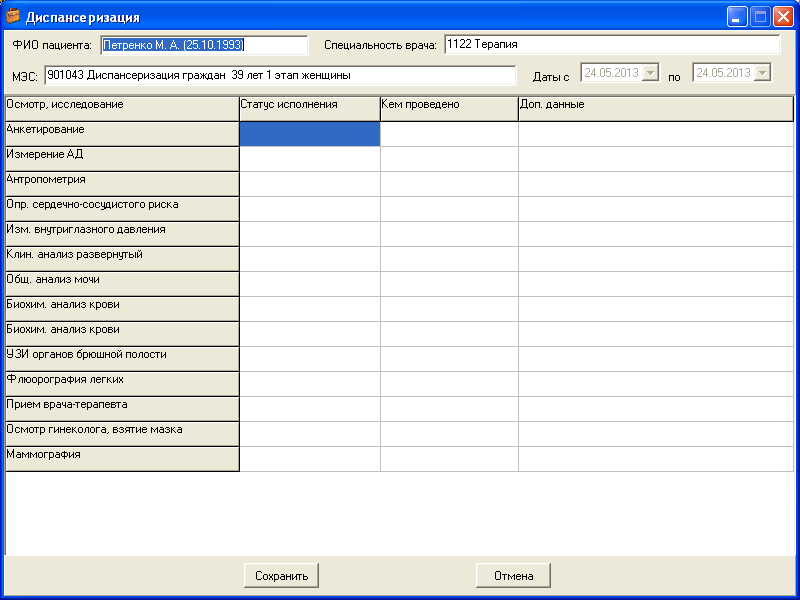 Диспансеризация
ФИО пациента: Петренко М. А. (25.10.1993) Специальность врача: 1122 Терапия
МЭС: 901043 Диспансеризация граждан 39 лет 1 этап женщины Даты с 24.05.2013 по 24.05.2013
Осмотр, исследование Статус исполнения Кем проведено Доп. данные
Анкетирование
Измерение АД
Антропометрия
Опр. сердечно-сосудистого риска
Изм. внутриглазного давления
Клин. анализ развернутый
Общ. анализ мочи
Биохим. анализ крови
Биохим. анализ крови
УЗИ органов брюшной полости
Флюорография легких
Прием врача-терапевта
Осмотр гинеколога, взятие мазка
Маммография
Сохранить Отмена